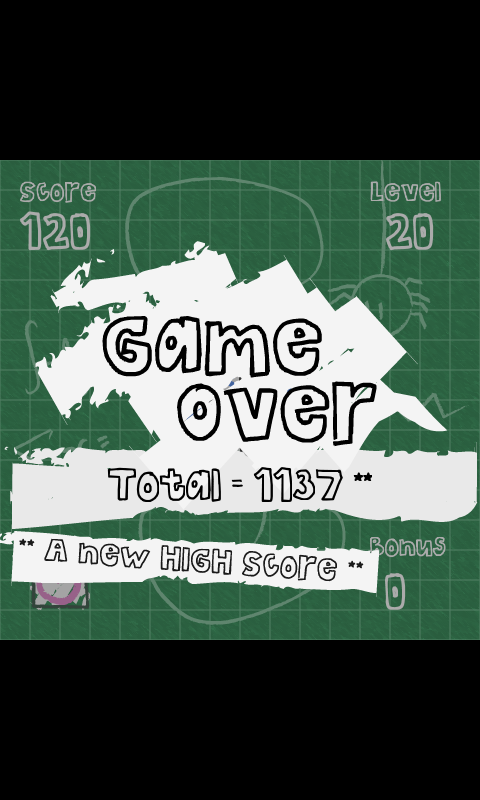 Score
Level
120
20
Game
over
Total = 1137 **
** A new HIGH Score **
Bonus
0